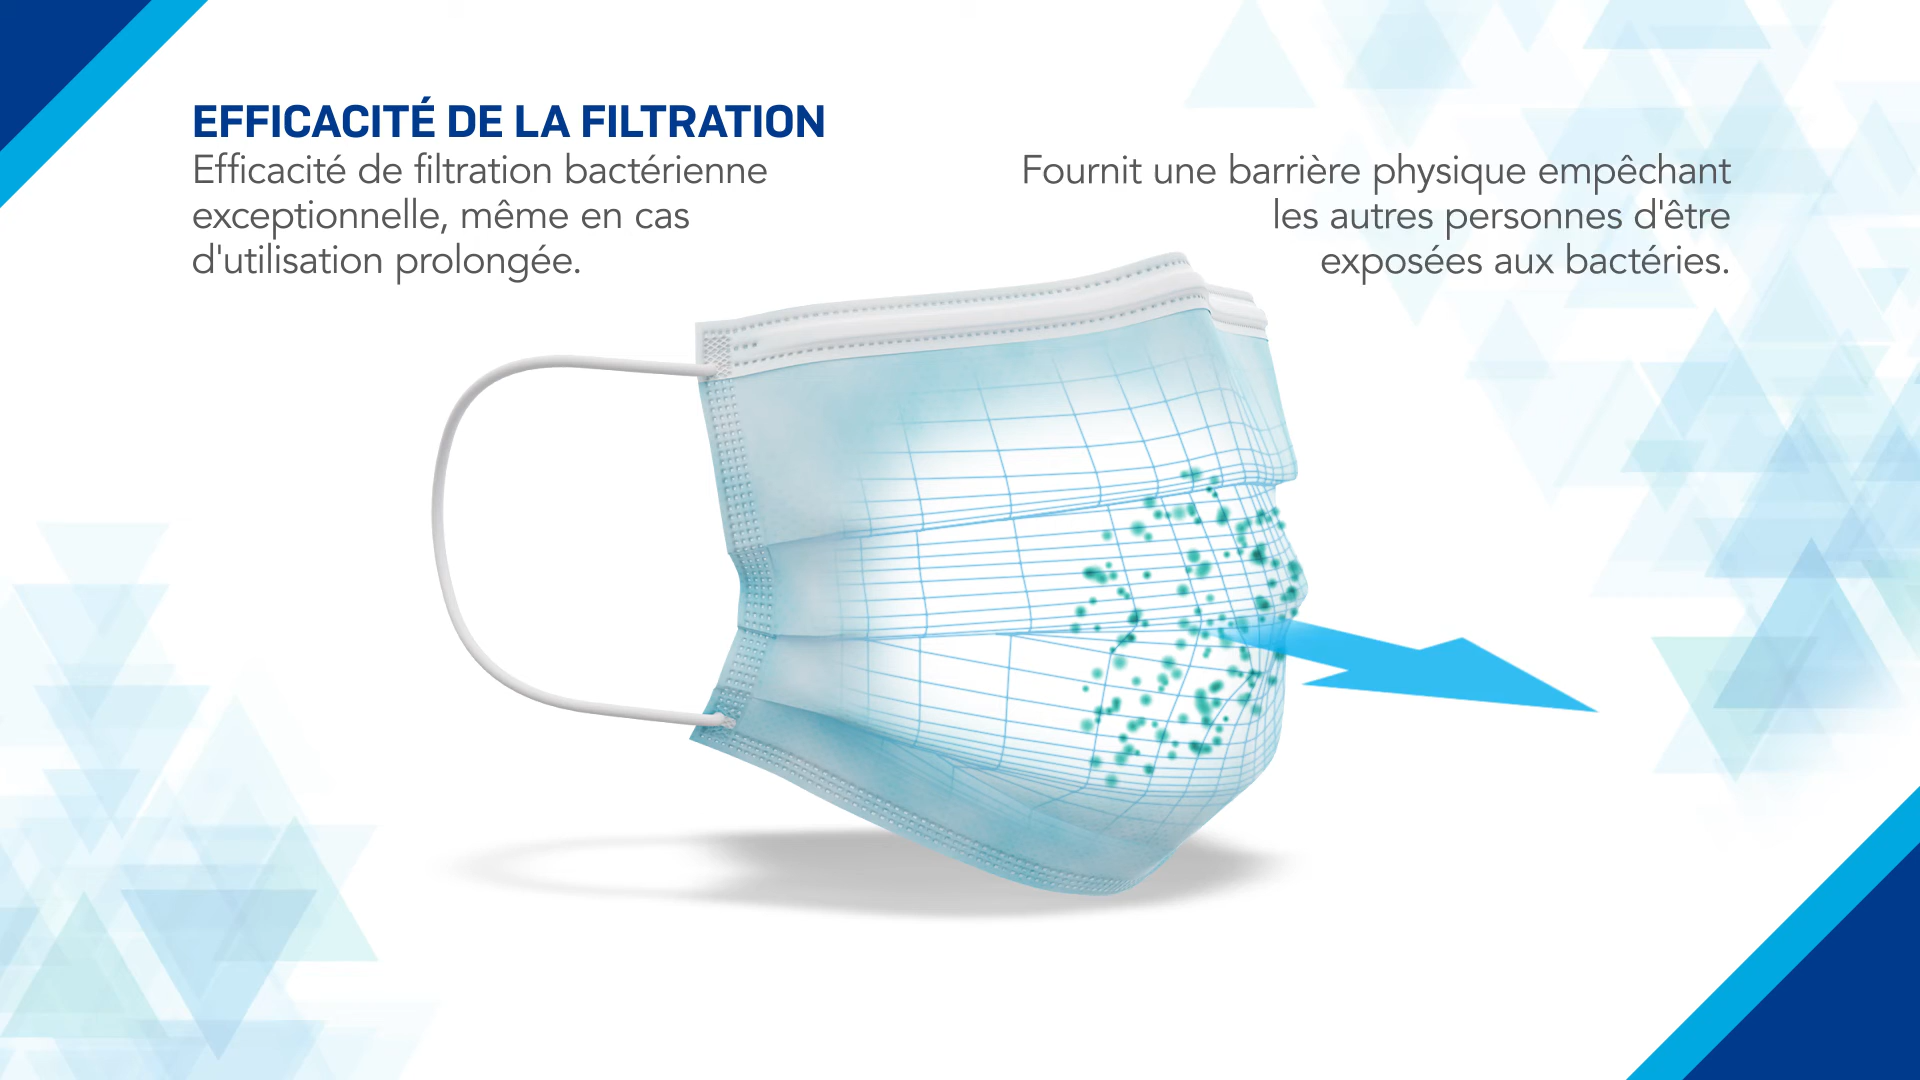 EFFICACITÉ DE LA FILTRATION
Efficacité de filtration bactérienne
exceptionnelle, même en cas
d'utilisation prolongée.
Fournit une barrière physique empêchant
les autres personnes d'être
exposées aux bactéries.